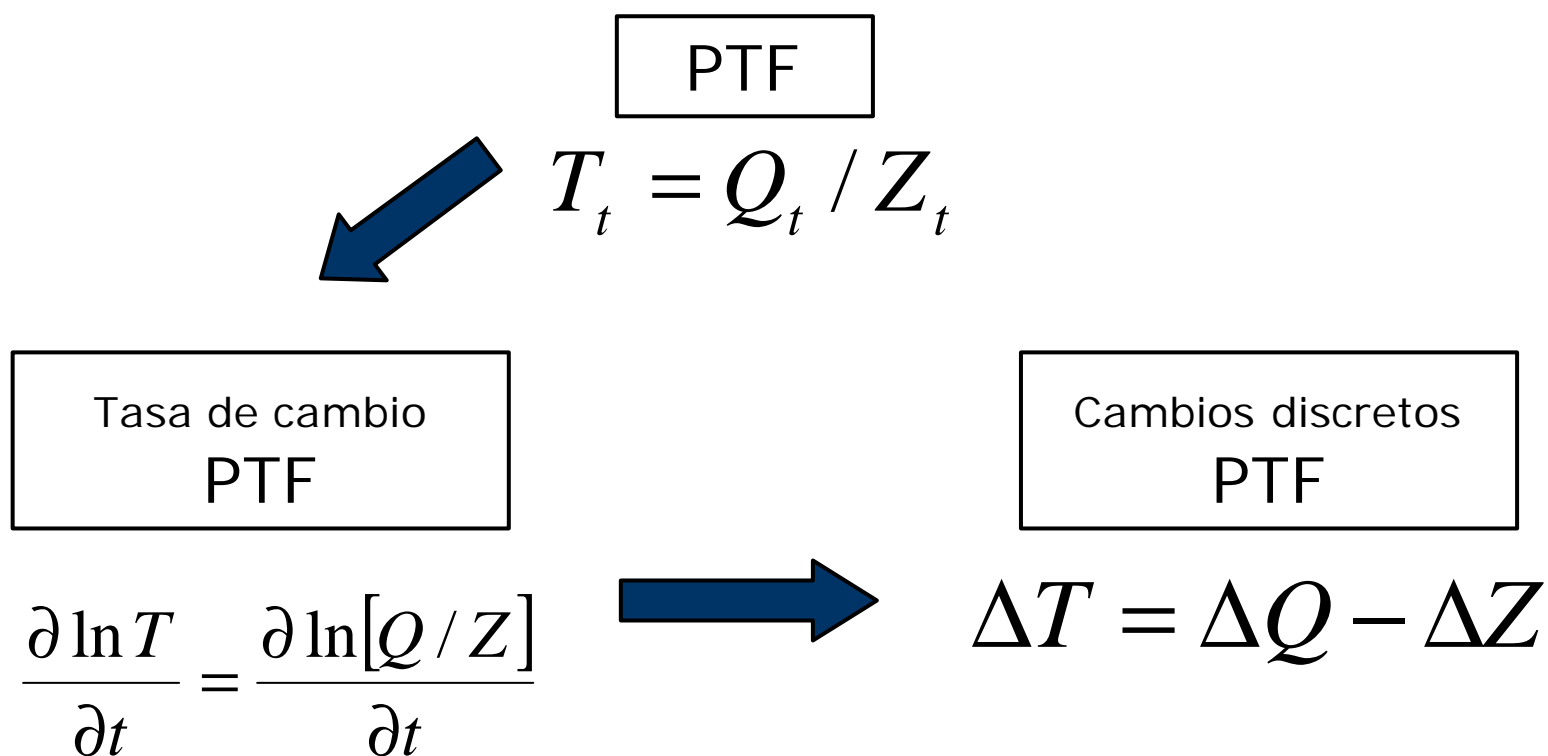 PTF
T_t = Q_t / Z_t
Tasa de cambio
PTF
∂ ln T / ∂t = ∂ ln[Q / Z] / ∂t
Cambios discretos
PTF
ΔT = ΔQ − ΔZ